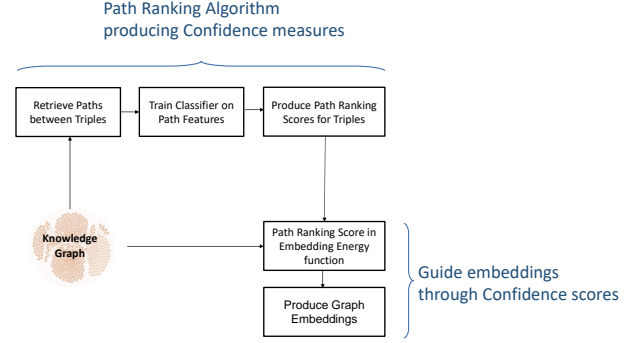 Path Ranking Algorithm
producing Confidence measures
Retrieve Paths
between Triples
Train Classifier on
Path Features
Produce Path Ranking
Scores for Triples
Knowledge
Graph
Path Ranking Score in
Embedding Energy
function
Guide embeddings
through Confidence scores
Produce Graph
Embeddings